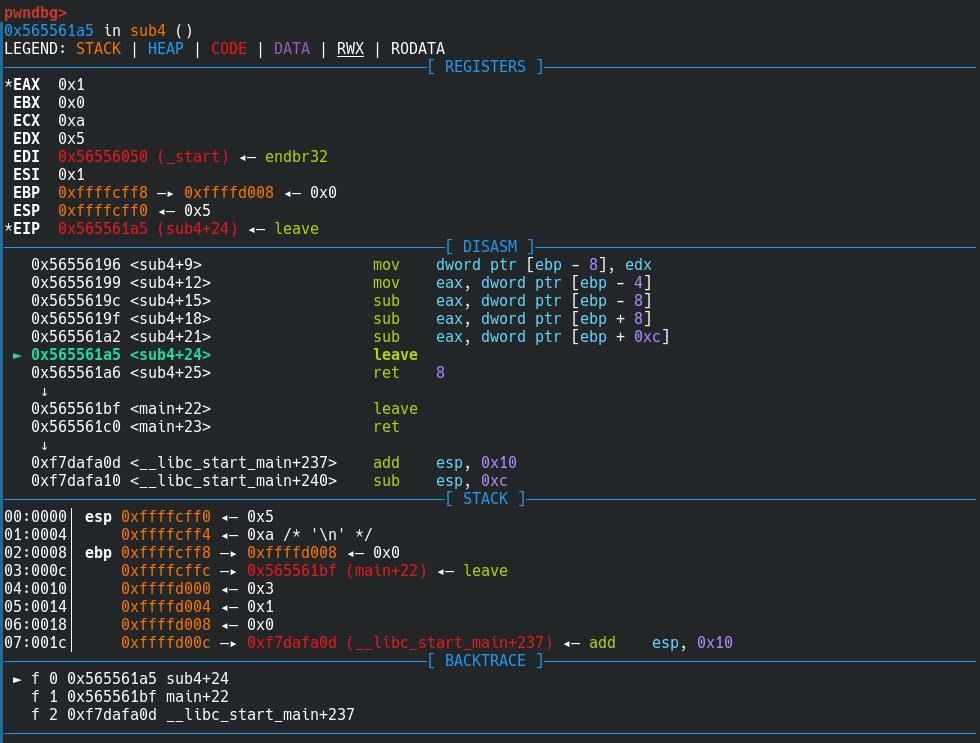 pwndbg>
0x565561a5 in sub4 ()
LEGEND: STACK | HEAP | CODE | DATA | RWX | RODATA
[ REGISTERS ]
*EAX  0x1
 EBX  0x0
 ECX  0xa
 EDX  0x5
 EDI  0x56556050 (_start) ◂— endbr32
 ESI  0x1
 EBP  0xffffcff8 —▸ 0xffffd008 ◂— 0x0
 ESP  0xffffcff0 ◂— 0x5
*EIP  0x565561a5 (sub4+24) ◂— leave
[ DISASM ]
   0x56556196 <sub4+9>                   mov    dword ptr [ebp - 8], edx
   0x56556199 <sub4+12>                  mov    eax, dword ptr [ebp - 4]
   0x5655619c <sub4+15>                  sub    eax, dword ptr [ebp - 8]
   0x5655619f <sub4+18>                  sub    eax, dword ptr [ebp + 8]
   0x565561a2 <sub4+21>                  sub    eax, dword ptr [ebp + 0xc]
 ► 0x565561a5 <sub4+24>                  leave
   0x565561a6 <sub4+25>                  ret    8
    ↓
   0x565561bf <main+22>                  leave
   0x565561c0 <main+23>                  ret
    ↓
   0xf7dafa0d <__libc_start_main+237>    add    esp, 0x10
   0xf7dafa10 <__libc_start_main+240>    sub    esp, 0xc
[ STACK ]
00:0000│ esp 0xffffcff0 ◂— 0x5
01:0004│     0xffffcff4 ◂— 0xa /* '\n' */
02:0008│ ebp 0xffffcff8 —▸ 0xffffd008 ◂— 0x0
03:000c│     0xffffcffc —▸ 0x565561bf (main+22) ◂— leave
04:0010│     0xffffd000 ◂— 0x3
05:0014│     0xffffd004 ◂— 0x1
06:0018│     0xffffd008 ◂— 0x0
07:001c│     0xffffd00c —▸ 0xf7dafa0d (__libc_start_main+237) ◂— add    esp, 0x10
[ BACKTRACE ]
 ► f 0 0x565561a5 sub4+24
   f 1 0x565561bf main+22
   f 2 0xf7dafa0d __libc_start_main+237